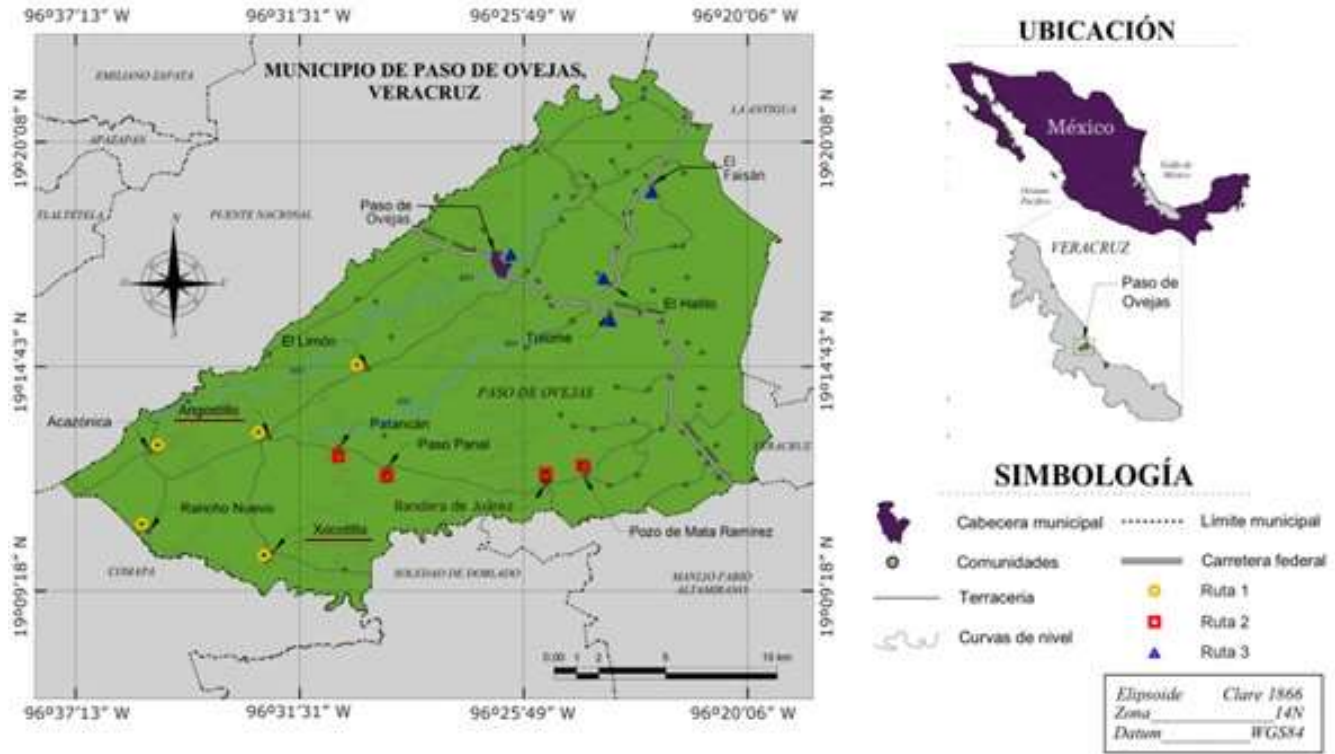 96º37'13" W
96º31'31" W
96º25'49" W
96º20'06" W
MUNICIPIO DE PASO DE OVEJAS,
VERACRUZ
EMILIANO ZAPATA
APAZAPAN
TLALTETELA
PUENTE NACIONAL
LA ANTIGUA
19º20'08" N
19º20'08" N
El
Faisán
Paso de
Ovejas
N
El Hatito
El Limón
Tolome
19º14'43" N
19º14'43" N
PASO DE OVEJAS
Acazónica
Angostillo
Patancán
Paso Panal
VERACRUZ
Rancho Nuevo
Xocotitla
Bandera de Juárez
Pozo de Mata Ramírez
COMAPA
SOLEDAD DE DOBLADO
MANLIO FABIO
ALTAMIRANO
19º09'18" N
19º09'18" N
0.00 1 2 5 10 km
96º37'13" W
96º31'31" W
96º25'49" W
96º20'06" W
UBICACIÓN
México
Golfo de
México
Océano
Pacífico
VERACRUZ
Paso de
Ovejas
SIMBOLOGÍA
Cabecera municipal
Límite municipal
Comunidades
Carretera federal
Terraceria
Ruta 1
Curvas de nivel
Ruta 2
Ruta 3
Elipsoide Clare 1866
Zona 14N
Datum WGS84